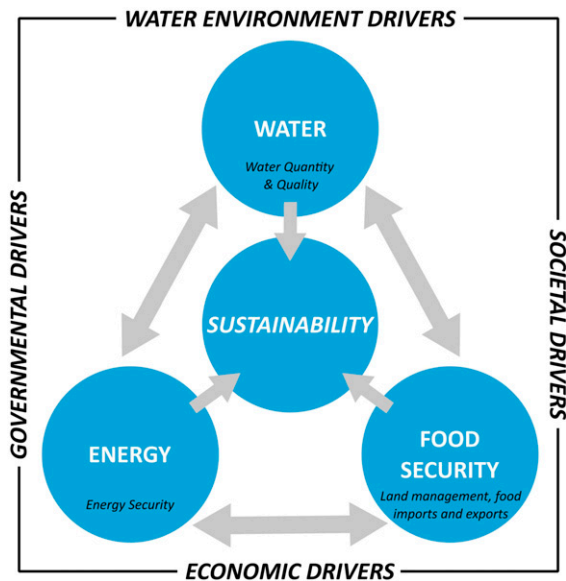 WATER ENVIRONMENT DRIVERS
WATER
Water Quantity
& Quality
GOVERNMENTAL DRIVERS
SOCIETAL DRIVERS
SUSTAINABILITY
ENERGY
Energy Security
FOOD
SECURITY
Land management, food
imports and exports
ECONOMIC DRIVERS